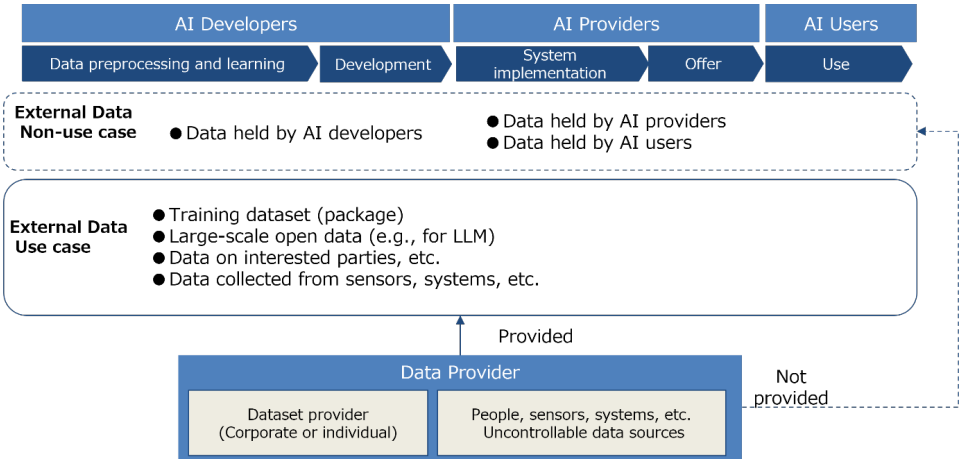 AI Developers
AI Providers
AI Users
Data preprocessing and learning
Development
System
implementation
Offer
Use
External Data
Non-use case
● Data held by AI developers
● Data held by AI providers
● Data held by AI users
External Data
Use case
● Training dataset (package)
● Large-scale open data (e.g., for LLM)
● Data on interested parties, etc.
● Data collected from sensors, systems, etc.
Provided
Data Provider
Dataset provider
(Corporate or individual)
People, sensors, systems, etc.
Uncontrollable data sources
Not
provided